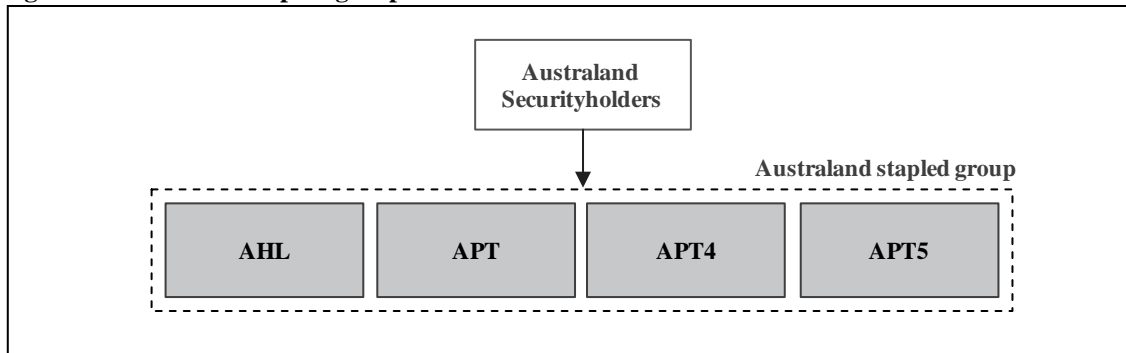 Australand
Securityholders
Australand stapled group
AHL
APT
APT4
APT5